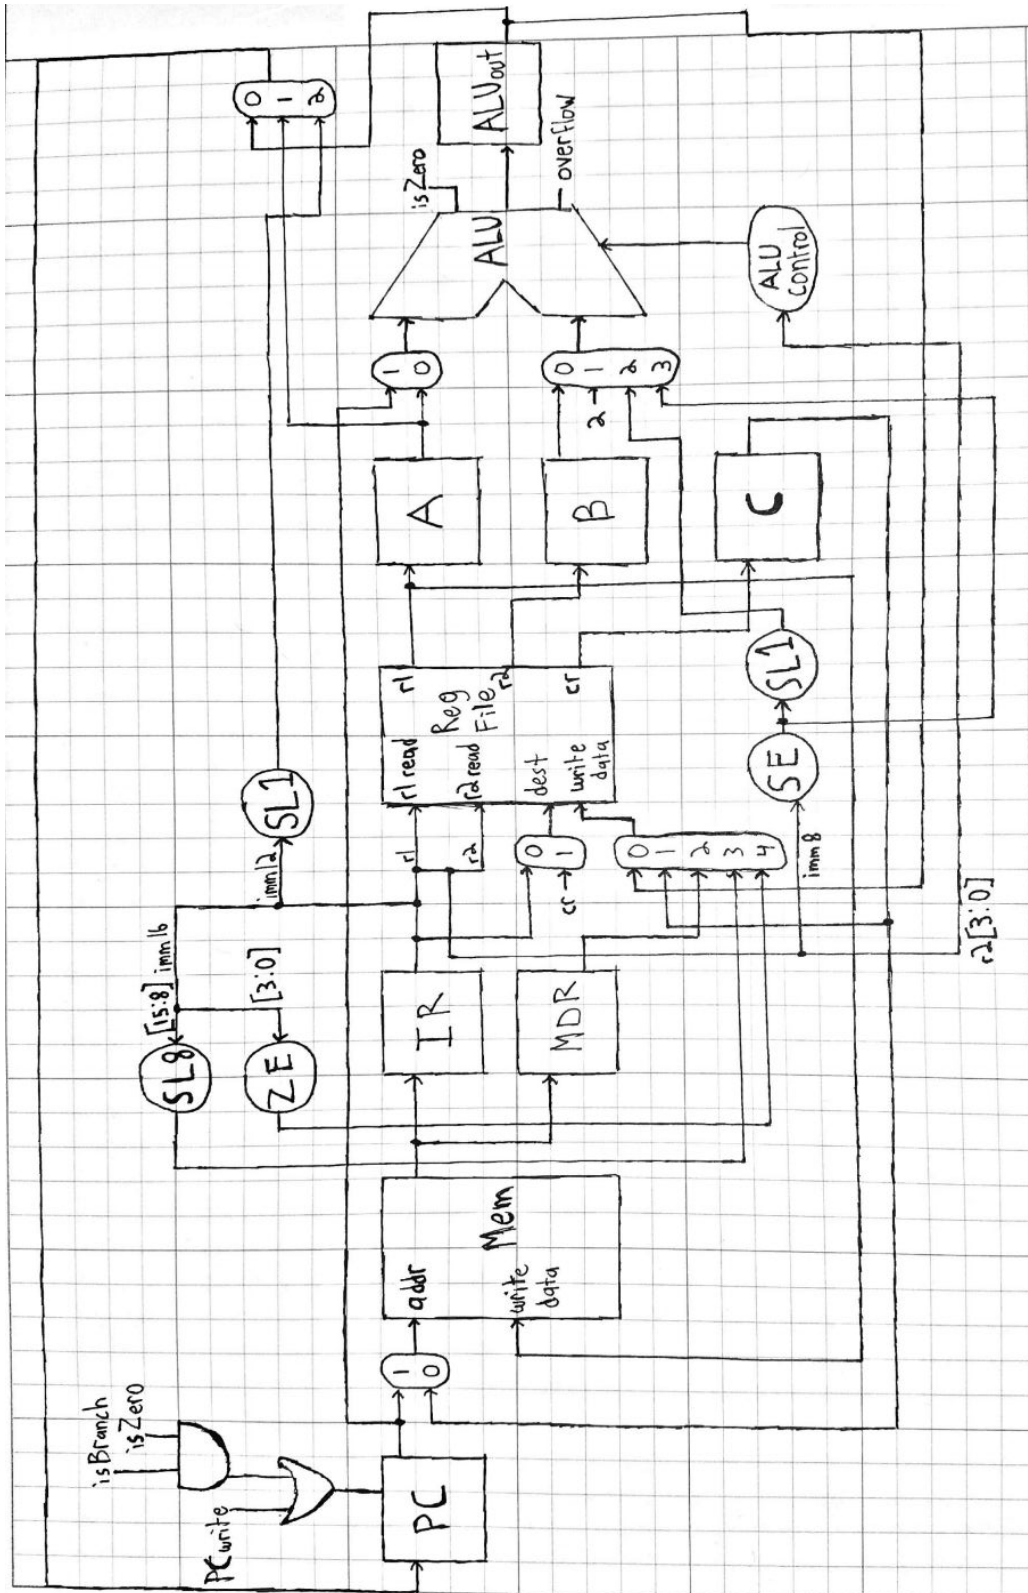 isBranch
isZero
PCwrite
PC
1
0
addr
Mem
write
data
SL8
[15:8]
imm16
ZE
[3:0]
IR
MDR
imm12
SL1
r1
r2
0
1
cr
0
1
2
3
4
imm8
r2[3:0]
r1 read
r2 read
dest
write
data
Reg
File
r1
r2
cr
SE
SL1
A
B
C
1
0
0
1
2
3
2
ALU
isZero
overflow
ALU
control
ALUout
0
1
2